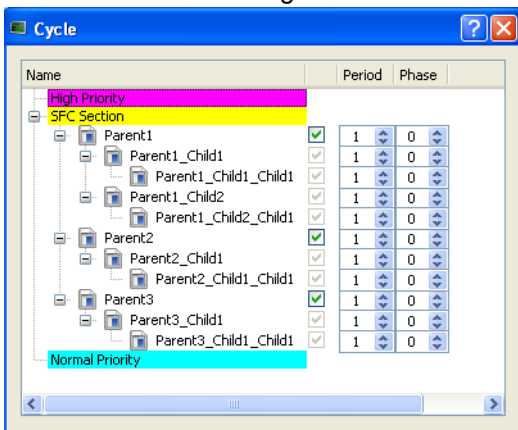 Cycle
Name Period Phase
High Priority
SFC Section
Parent1 1 0
Parent1_Child1 1 0
Parent1_Child1_Child1 1 0
Parent1_Child2 1 0
Parent1_Child2_Child1 1 0
Parent2 1 0
Parent2_Child1 1 0
Parent2_Child1_Child1 1 0
Parent3 1 0
Parent3_Child1 1 0
Parent3_Child1_Child1 1 0
Normal Priority